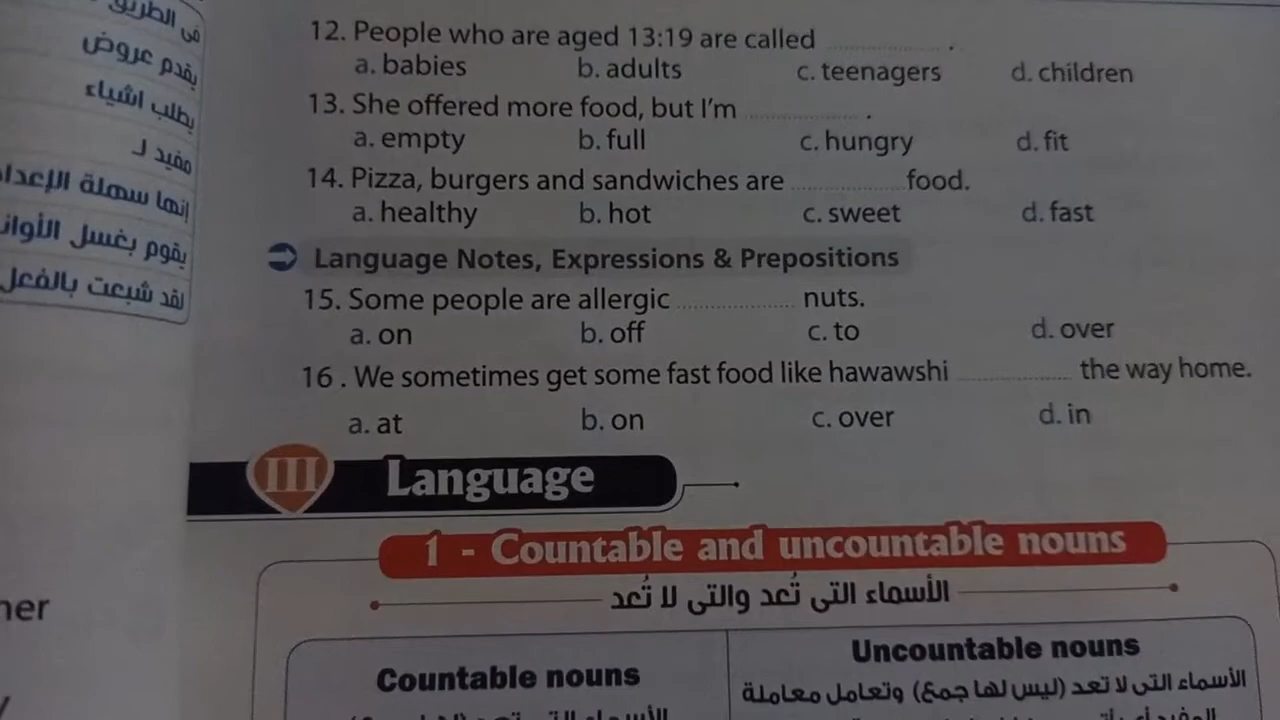 فى الطريق
يقدم عروض
يطلب اشياء
مفيد لـ
إنها سهلة
يقوم بغسل
لقد شبعت بالفعل
12. People who are aged 13:19 are called .................... .
a. babies b. adults c. teenagers d. children
13. She offered more food, but I'm .................... .
a. empty b. full c. hungry d. fit
14. Pizza, burgers and sandwiches are .................... food.
a. healthy b. hot c. sweet d. fast
Language Notes, Expressions & Prepositions
15. Some people are allergic .................... nuts.
a. on b. off c. to d. over
16 . We sometimes get some fast food like hawawshi .................... the way home.
a. at b. on c. over d. in
III Language
1 - Countable and uncountable nouns
الأسماء التى تُعد والتى لا تُعد
Countable nouns
Uncountable nouns
الأسماء التى لا تعد (ليس لها جمع) وتعامل معاملة